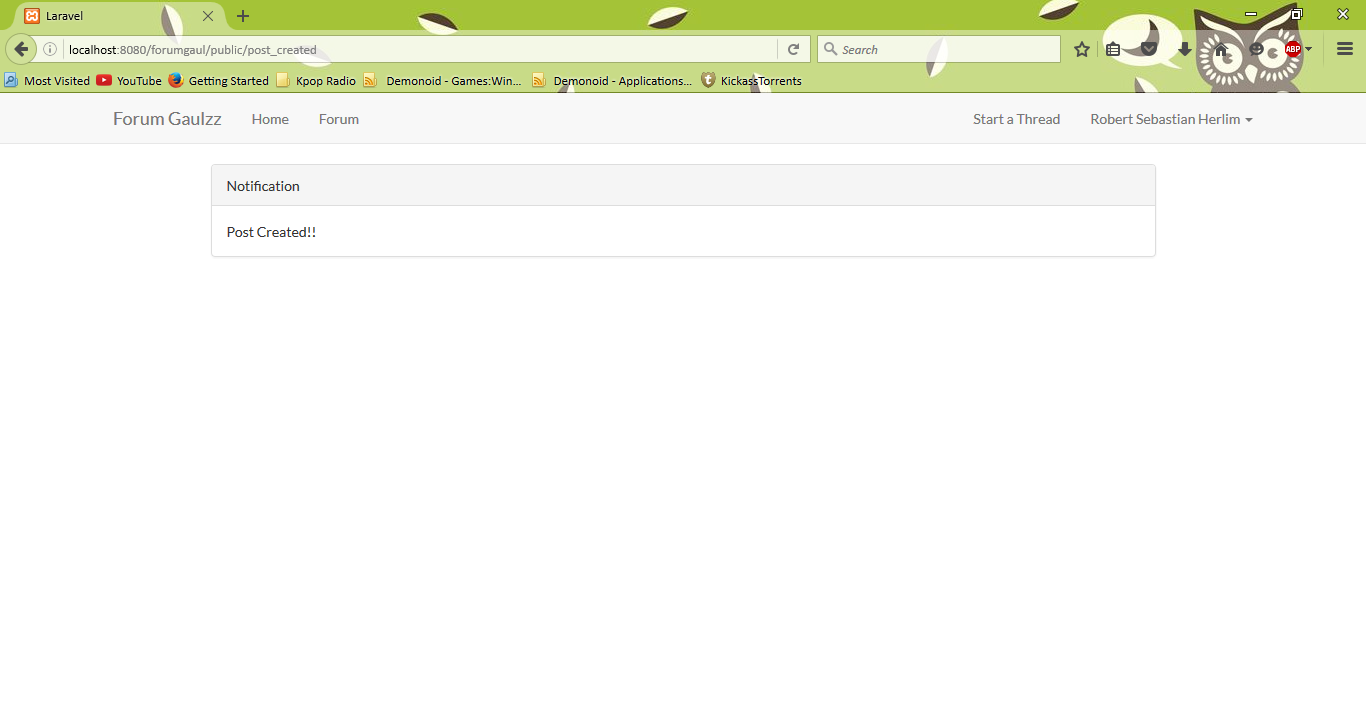 Laravel
localhost:8080/forumgaul/public/post_created
Search
ABP
Most Visited YouTube Getting Started Kpop Radio Demonoid - Games:Win... Demonoid - Applications... KickassTorrents
Forum Gaulzz Home Forum Start a Thread Robert Sebastian Herlim
Notification
Post Created!!